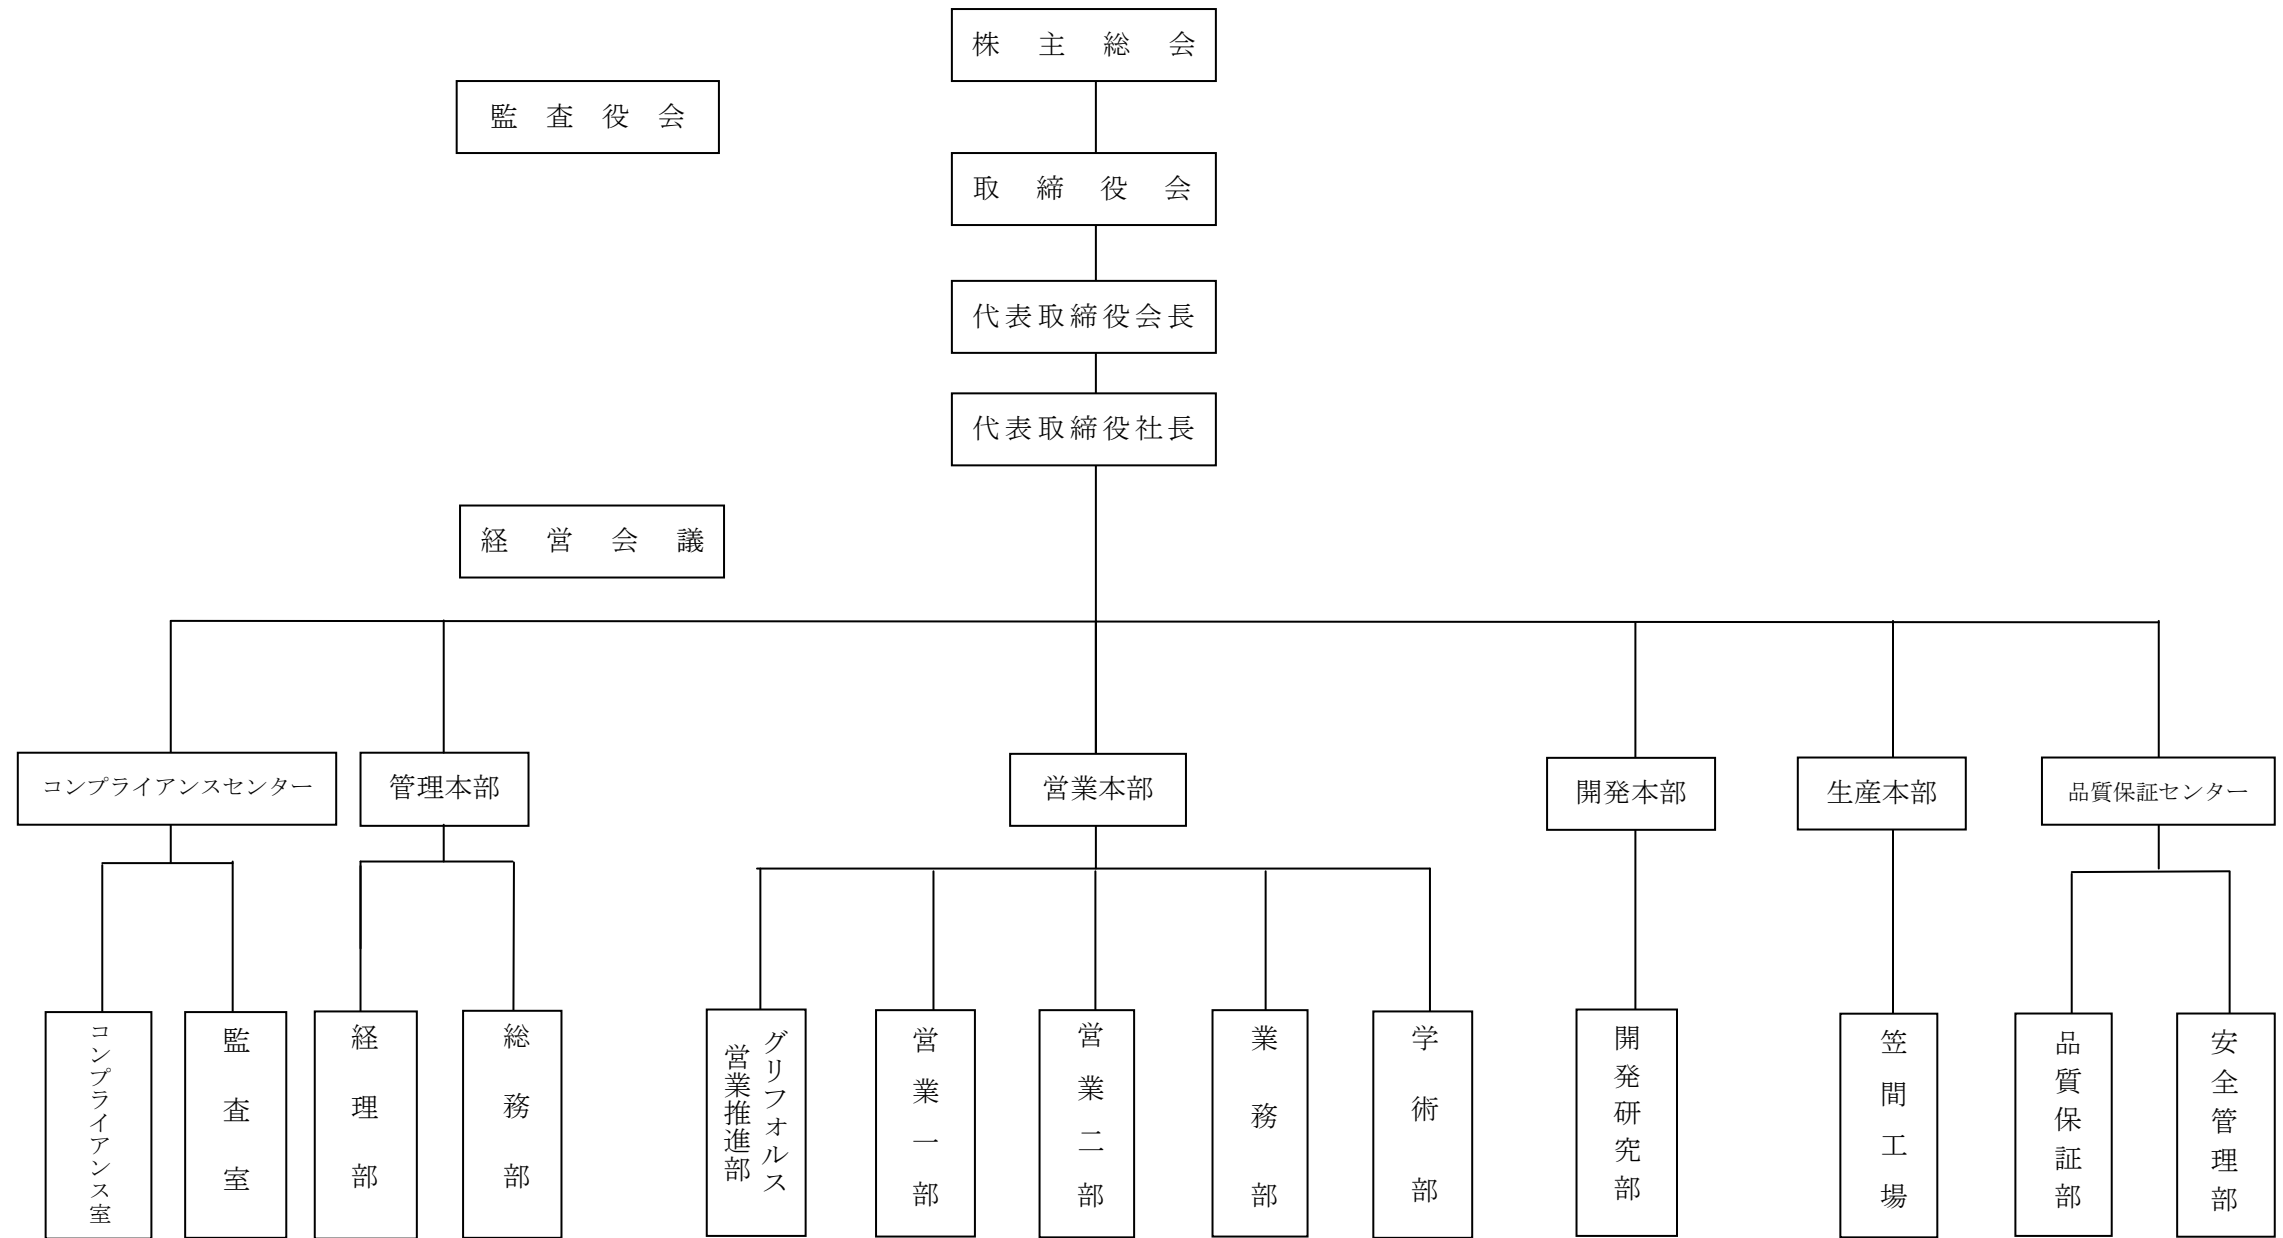 株主総会
監査役会
取締役会
代表取締役会長
代表取締役社長
経営会議
コンプライアンスセンター
管理本部
営業本部
開発本部
生産本部
品質保証センター
コンプライアンス室
監査室
経理部
総務部
グリフォルス
営業推進部
営業一部
営業二部
業務部
学術部
開発研究部
笠間工場
品質保証部
安全管理部